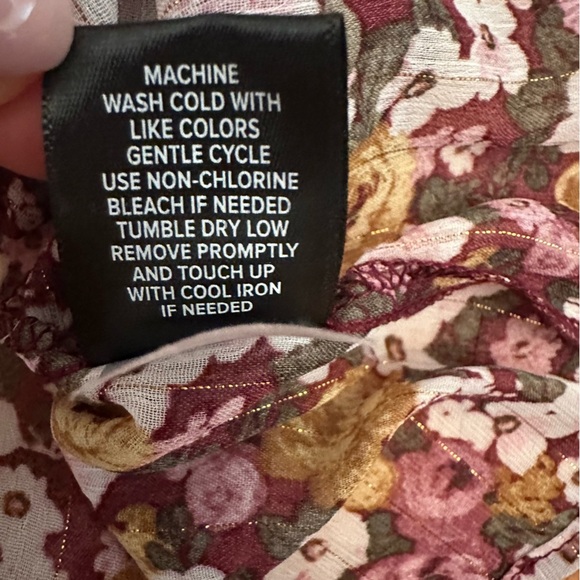 MACHINE
WASH COLD WITH
LIKE COLORS
GENTLE CYCLE
USE NON-CHLORINE
BLEACH IF NEEDED
TUMBLE DRY LOW
REMOVE PROMPTLY
AND TOUCH UP
WITH COOL IRON
IF NEEDED